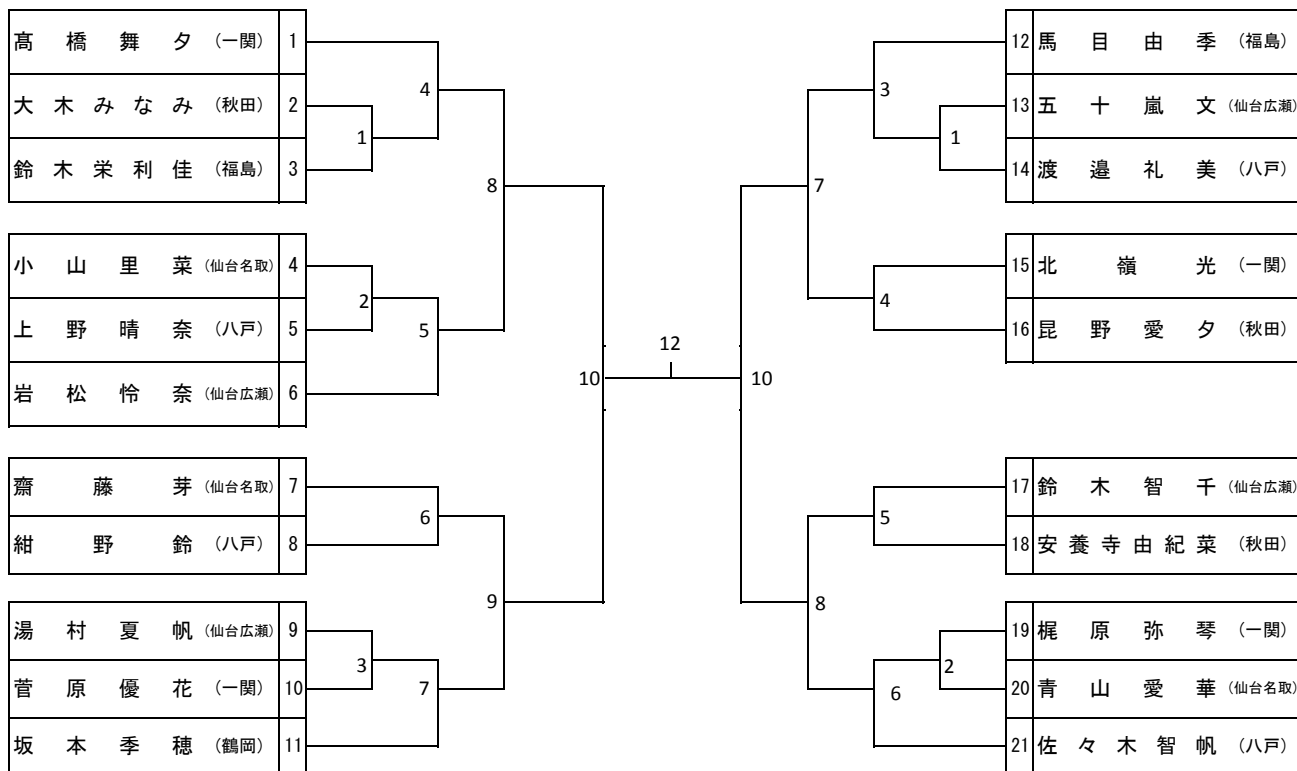 髙橋舞夕 (一関) 1
大木みなみ (秋田) 2
鈴木栄利佳 (福島) 3
小山里菜 (仙台名取) 4
上野晴奈 (八戸) 5
岩松怜奈 (仙台広瀬) 6
齋藤芽 (仙台名取) 7
紺野鈴 (八戸) 8
湯村夏帆 (仙台広瀬) 9
菅原優花 (一関) 10
坂本季穂 (鶴岡) 11
4
1
8
2
5
10
6
9
3
7
12
3
1
7
4
10
5
8
2
6
12 馬目由季 (福島)
13 五十嵐文 (仙台広瀬)
14 渡邉礼美 (八戸)
15 北嶺光 (一関)
16 昆野愛夕 (秋田)
17 鈴木智千 (仙台広瀬)
18 安養寺由紀菜 (秋田)
19 梶原弥琴 (一関)
20 青山愛華 (仙台名取)
21 佐々木智帆 (八戸)